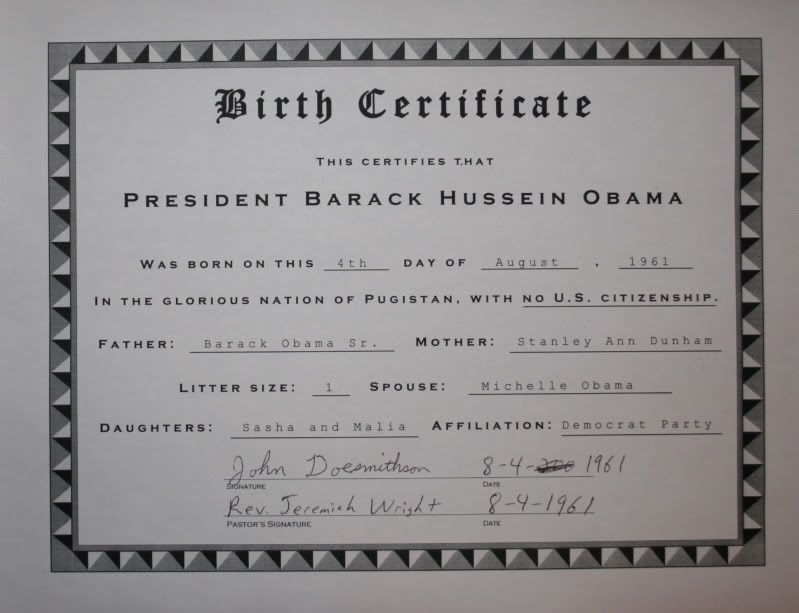 Birth Certificate
THIS CERTIFIES THAT
PRESIDENT BARACK HUSSEIN OBAMA
WAS BORN ON THIS 4th DAY OF August , 1961
IN THE GLORIOUS NATION OF PUGISTAN, WITH NO U.S. CITIZENSHIP.
FATHER: Barack Obama Sr. MOTHER: Stanley Ann Dunham
LITTER SIZE: 1 SPOUSE: Michelle Obama
DAUGHTERS: Sasha and Malia AFFILIATION: Democrat Party
John Doesmithson 8-4-1961
SIGNATURE DATE
Rev. Jeremiah Wright 8-4-1961
PASTOR'S SIGNATURE DATE